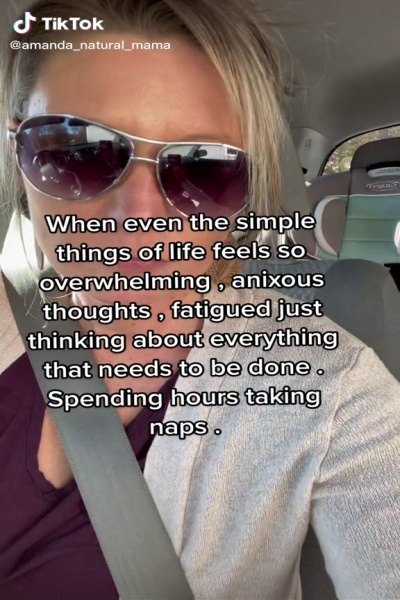 TikTok
@amanda_natural_mama
When even the simple
things of life feels so
overwhelming , anixous
thoughts , fatigued just
thinking about everything
that needs to be done .
Spending hours taking
naps .